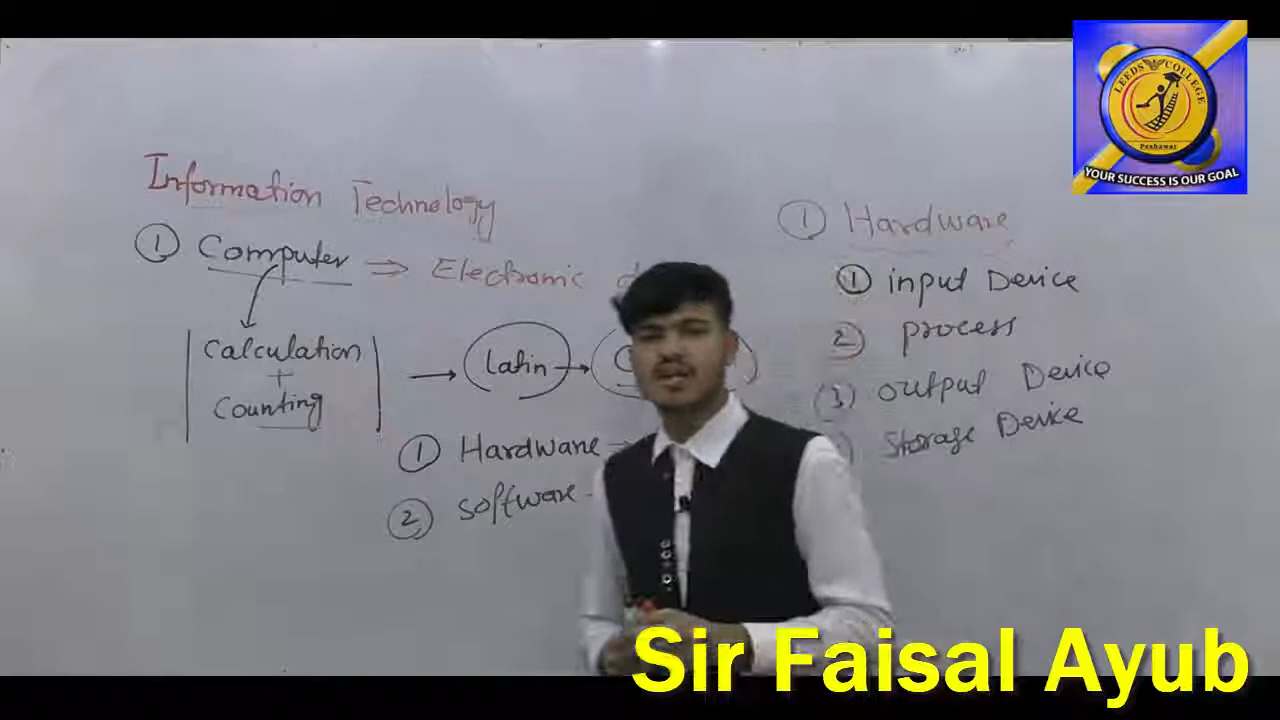 Information Technology
① Computer ⇒ Electronic
Calculation
+
Counting
→ Latin →
① Hardware
② Software
① Hardware
① input Device
② process
③ output Device
Storage Device
LEEDS COLLEGE
Peshawar
YOUR SUCCESS IS OUR GOAL
Sir Faisal Ayub